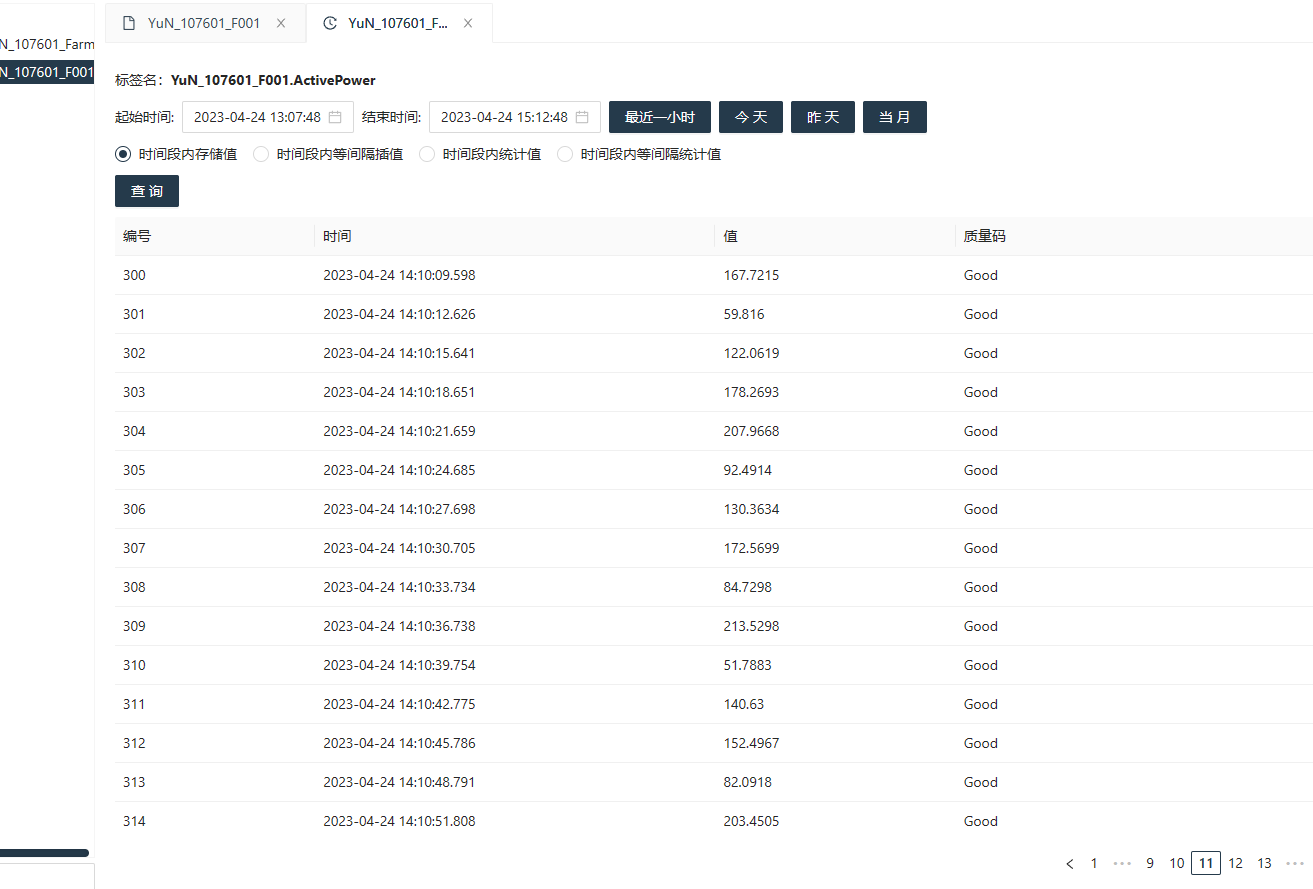 YuN_107601_F001 YuN_107601_F...
N_107601_Farm
N_107601_F001
标签名: YuN_107601_F001.ActivePower
起始时间: 2023-04-24 13:07:48 结束时间: 2023-04-24 15:12:48 最近一小时 今天 昨天 当月
时间段内存储值 时间段内等间隔插值 时间段内统计值 时间段内等间隔统计值
查询
编号 时间 值 质量码
300 2023-04-24 14:10:09.598 167.7215 Good
301 2023-04-24 14:10:12.626 59.816 Good
302 2023-04-24 14:10:15.641 122.0619 Good
303 2023-04-24 14:10:18.651 178.2693 Good
304 2023-04-24 14:10:21.659 207.9668 Good
305 2023-04-24 14:10:24.685 92.4914 Good
306 2023-04-24 14:10:27.698 130.3634 Good
307 2023-04-24 14:10:30.705 172.5699 Good
308 2023-04-24 14:10:33.734 84.7298 Good
309 2023-04-24 14:10:36.738 213.5298 Good
310 2023-04-24 14:10:39.754 51.7883 Good
311 2023-04-24 14:10:42.775 140.63 Good
312 2023-04-24 14:10:45.786 152.4967 Good
313 2023-04-24 14:10:48.791 82.0918 Good
314 2023-04-24 14:10:51.808 203.4505 Good
< 1 ••• 9 10 11 12 13 •••